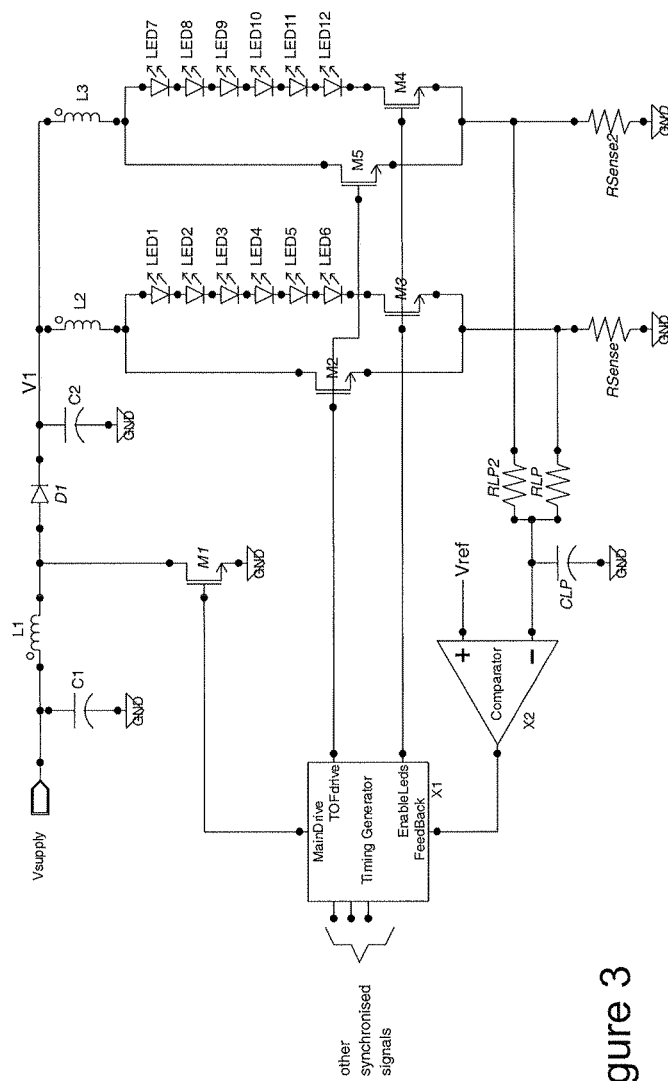 Vsupply
L1
C1
GND
D1
M1
GND
V1
C2
GND
L2
L3
LED1
LED2
LED3
LED4
LED5
LED6
LED7
LED8
LED9
LED10
LED11
LED12
M2
M3
M5
M4
MainDrive
TOFdrive
Timing Generator
EnableLeds
FeedBack
X1
other
synchronised
signals
Vref
+
−
Comparator
X2
CLP
GND
RLP2
RLP
RSense
GND
RSense2
GND
gure 3